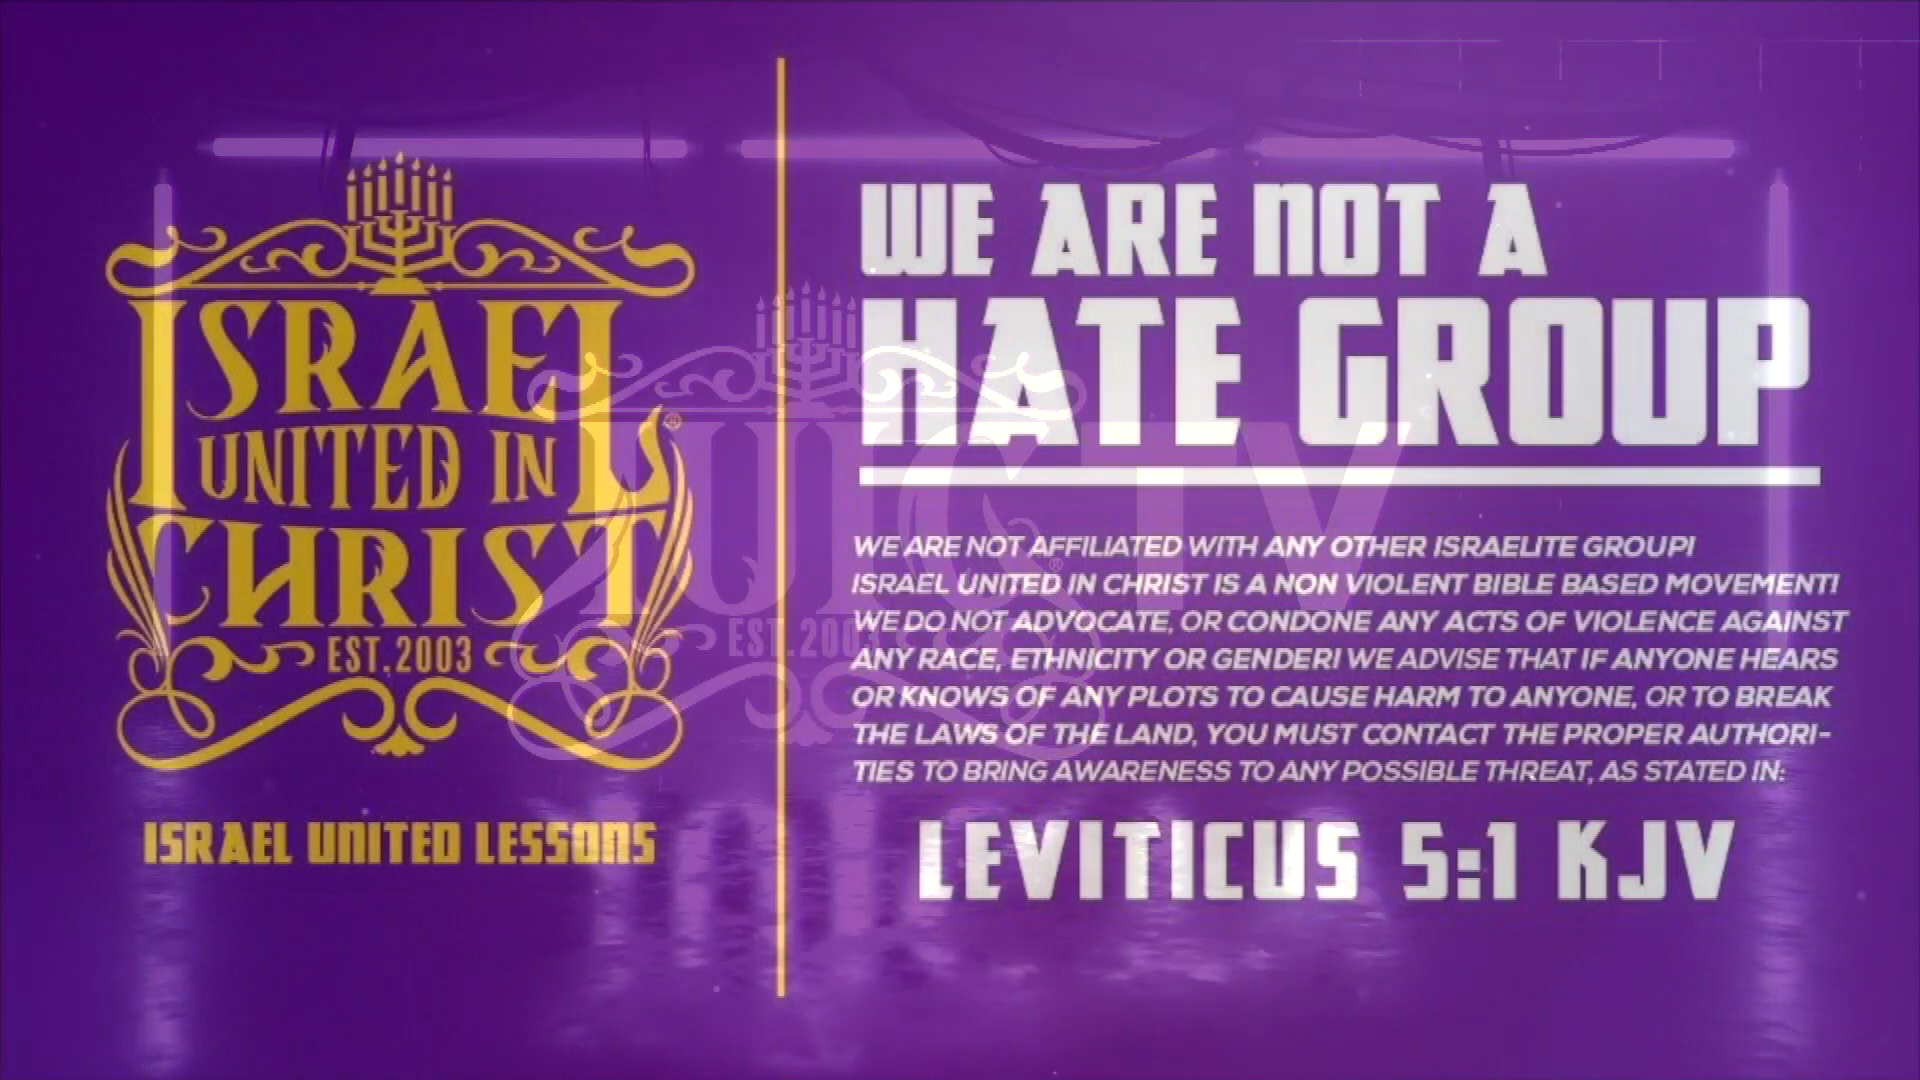 ISRAEL
UNITED IN
CHRIST
®
EST. 2003
ISRAEL UNITED LESSONS
WE ARE NOT A
HATE GROUP
IUIC TV
®
EST. 2003
WE ARE NOT AFFILIATED WITH ANY OTHER ISRAELITE GROUP!
ISRAEL UNITED IN CHRIST IS A NON VIOLENT BIBLE BASED MOVEMENT!
WE DO NOT ADVOCATE, OR CONDONE ANY ACTS OF VIOLENCE AGAINST
ANY RACE, ETHNICITY OR GENDER! WE ADVISE THAT IF ANYONE HEARS
OR KNOWS OF ANY PLOTS TO CAUSE HARM TO ANYONE, OR TO BREAK
THE LAWS OF THE LAND, YOU MUST CONTACT THE PROPER AUTHORI-
TIES TO BRING AWARENESS TO ANY POSSIBLE THREAT, AS STATED IN:
LEVITICUS 5:1 KJV